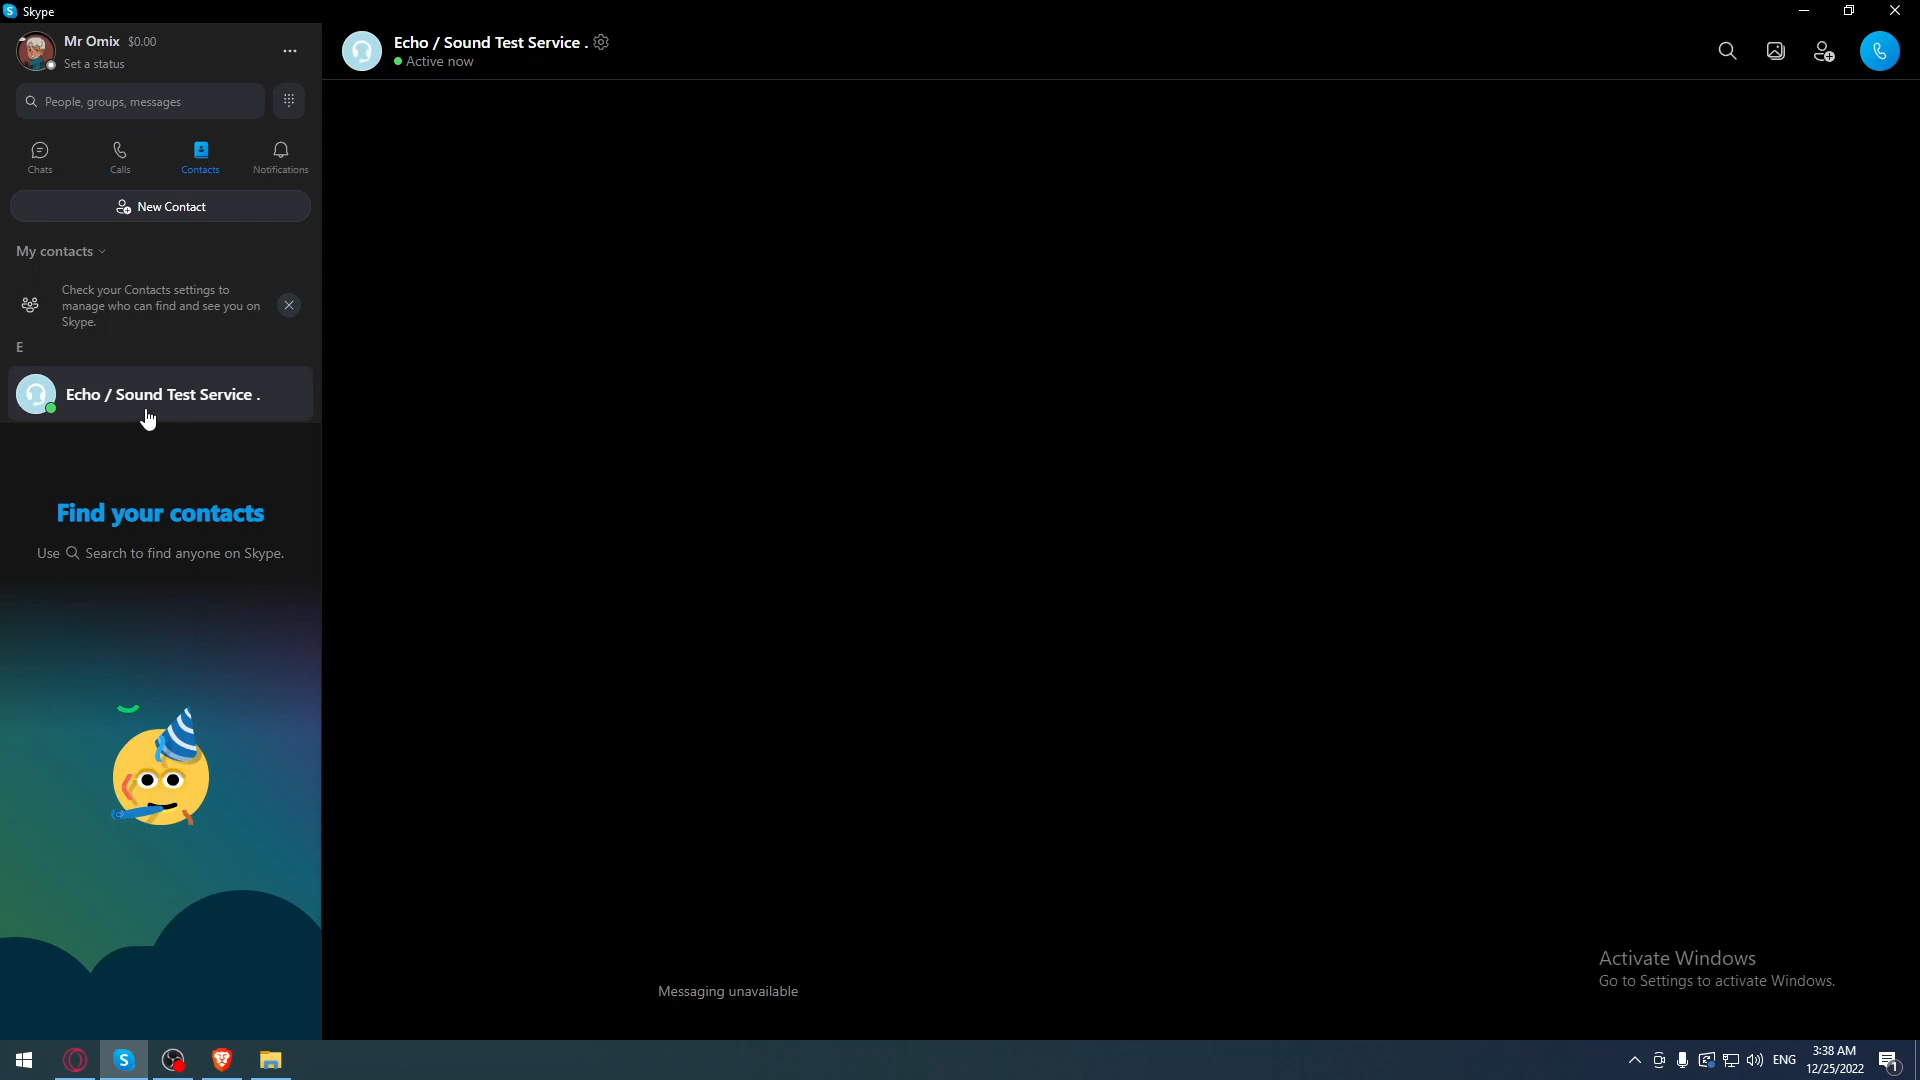 Skype
Mr Omix $0.00
Set a status
People, groups, messages
Chats
Calls
Contacts
Notifications
New Contact
My contacts
Check your Contacts settings to
manage who can find and see you on
Skype.
E
Echo / Sound Test Service .
Find your contacts
Use Search to find anyone on Skype.
Echo / Sound Test Service .
Active now
Messaging unavailable
Activate Windows
Go to Settings to activate Windows.
ENG
3:38 AM
12/25/2022
1